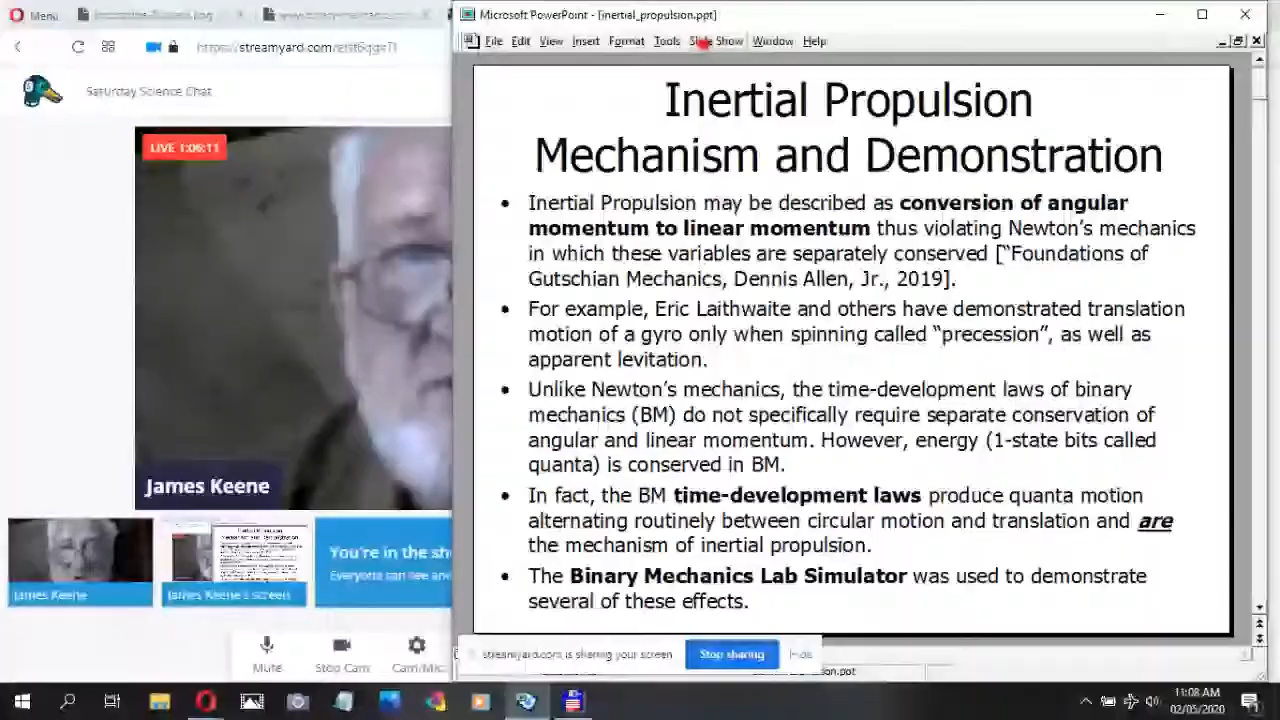 Menu
Microsoft PowerPoint - [inertial_propulsion.ppt]
https://streamyard.com/
File Edit View Insert Format Tools Slide Show Window Help
Saturday Science Chat
LIVE 1:06:11
Inertial Propulsion
Mechanism and Demonstration
• Inertial Propulsion may be described as conversion of angular
momentum to linear momentum thus violating Newton's mechanics
in which these variables are separately conserved ["Foundations of
Gutschian Mechanics, Dennis Allen, Jr., 2019].
• For example, Eric Laithwaite and others have demonstrated translation
motion of a gyro only when spinning called "precession", as well as
apparent levitation.
• Unlike Newton's mechanics, the time-development laws of binary
mechanics (BM) do not specifically require separate conservation of
angular and linear momentum. However, energy (1-state bits called
quanta) is conserved in BM.
• In fact, the BM time-development laws produce quanta motion
alternating routinely between circular motion and translation and are
the mechanism of inertial propulsion.
• The Binary Mechanics Lab Simulator was used to demonstrate
several of these effects.
James Keene
You're in the
Everyone can see
James Keene
James Keene's screen
Mute Stop Cam Cam/Mic
streamyard.com is sharing your screen Stop sharing Hide
11:08 AM
02/05/2020